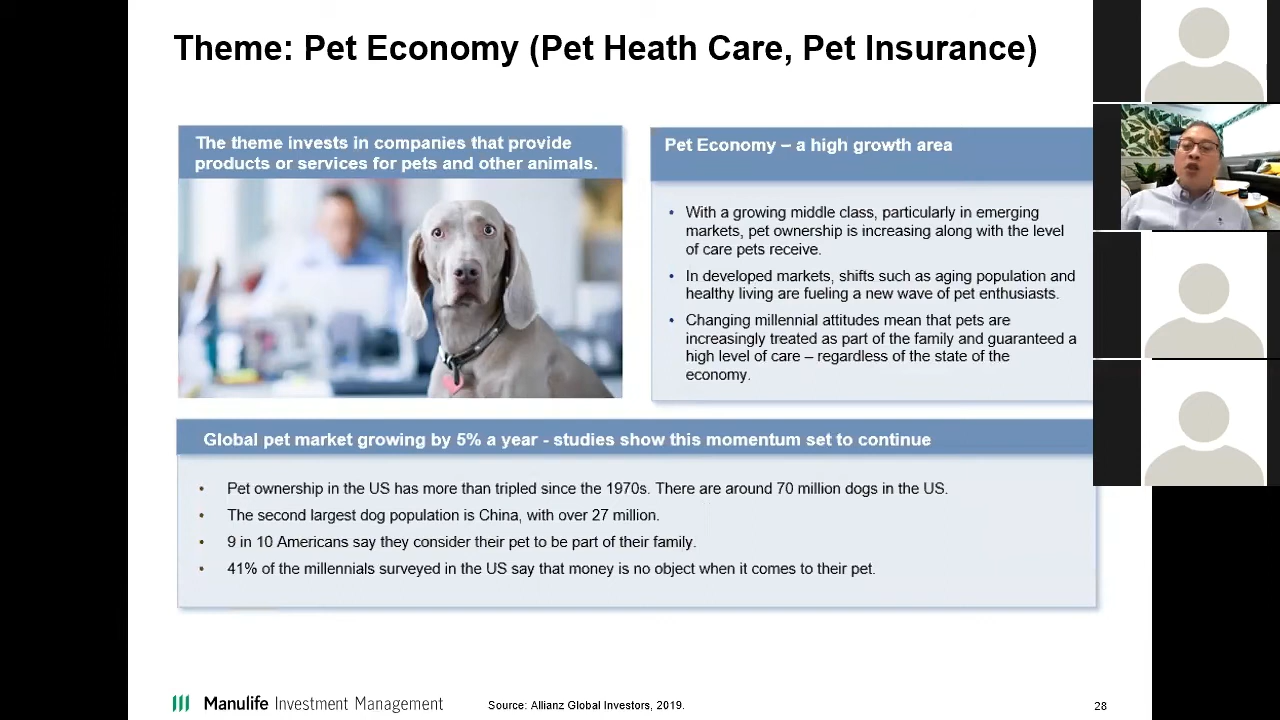 Theme: Pet Economy (Pet Heath Care, Pet Insurance)
The theme invests in companies that provide
products or services for pets and other animals.
Pet Economy – a high growth area
• With a growing middle class, particularly in emerging
markets, pet ownership is increasing along with the level
of care pets receive.
• In developed markets, shifts such as aging population and
healthy living are fueling a new wave of pet enthusiasts.
• Changing millennial attitudes mean that pets are
increasingly treated as part of the family and guaranteed a
high level of care – regardless of the state of the
economy.
Global pet market growing by 5% a year - studies show this momentum set to continue
• Pet ownership in the US has more than tripled since the 1970s. There are around 70 million dogs in the US.
• The second largest dog population is China, with over 27 million.
• 9 in 10 Americans say they consider their pet to be part of their family.
• 41% of the millennials surveyed in the US say that money is no object when it comes to their pet.
Manulife Investment Management
Source: Allianz Global Investors, 2019.
28